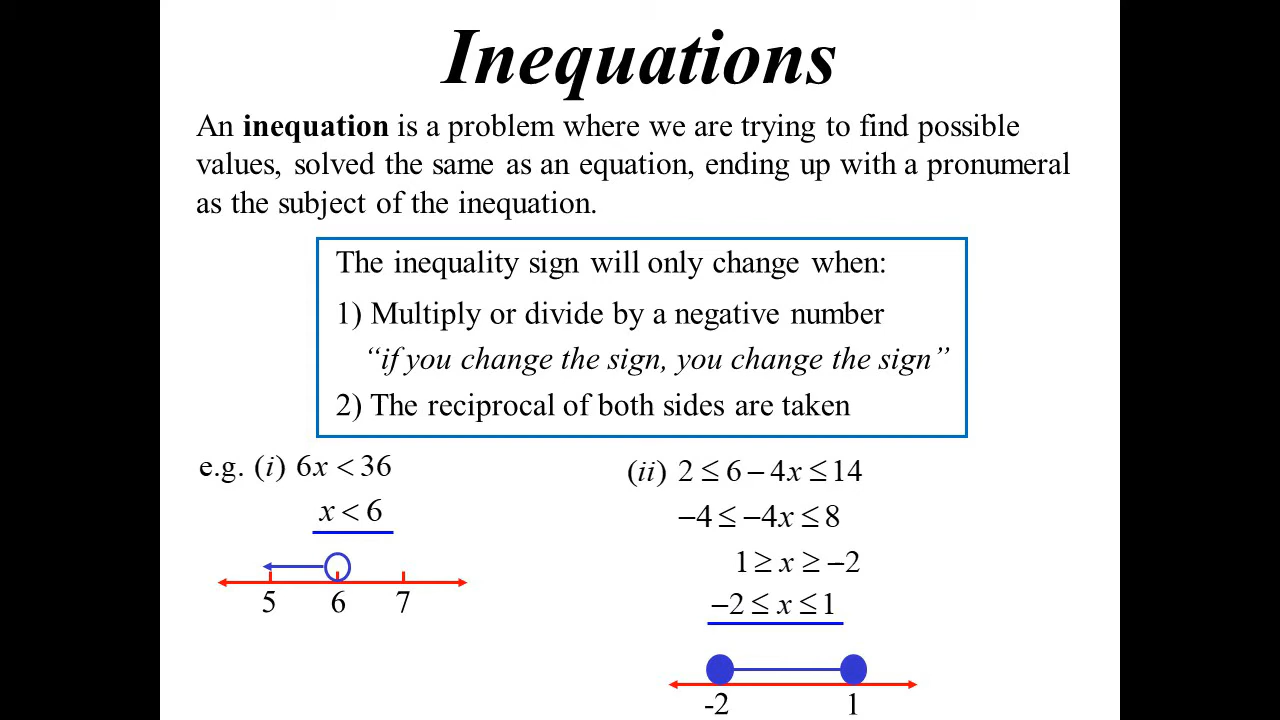 Inequations
An inequation is a problem where we are trying to find possible
values, solved the same as an equation, ending up with a pronumeral
as the subject of the inequation.
The inequality sign will only change when:
1) Multiply or divide by a negative number
“if you change the sign, you change the sign”
2) The reciprocal of both sides are taken
e.g. (i) 6x < 36
x < 6
5 6 7
(ii) 2 ≤ 6 − 4x ≤ 14
−4 ≤ −4x ≤ 8
1 ≥ x ≥ −2
−2 ≤ x ≤ 1
-2 1